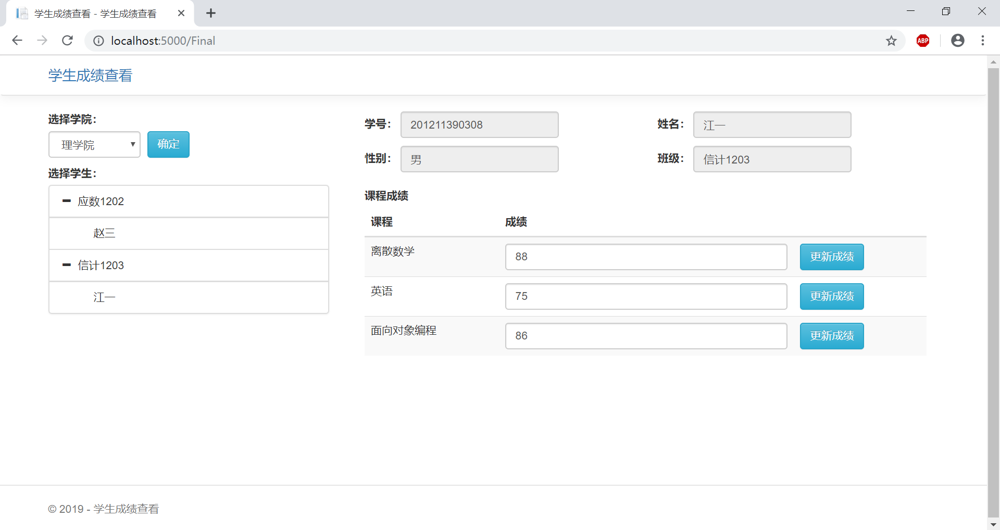 学生成绩查看 - 学生成绩查看
localhost:5000/Final
ABP
学生成绩查看
选择学院：
理学院
确定
选择学生：
应数1202
赵三
信计1203
江一
学号： 201211390308 姓名： 江一
性别： 男 班级： 信计1203
课程成绩
课程 成绩
离散数学 88 更新成绩
英语 75 更新成绩
面向对象编程 86 更新成绩
© 2019 - 学生成绩查看